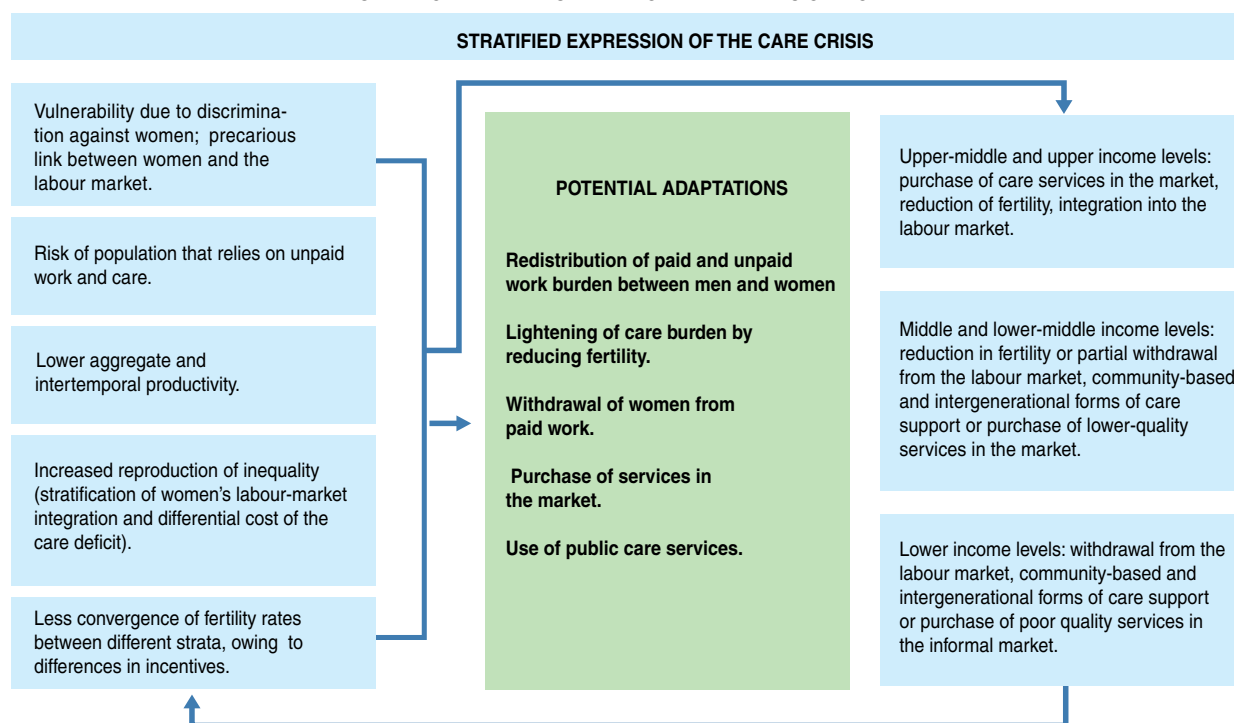 STRATIFIED EXPRESSION OF THE CARE CRISIS
Vulnerability due to discrimina-
tion against women; precarious
link between women and the
labour market.
Risk of population that relies on unpaid
work and care.
Lower aggregate and
intertemporal productivity.
Increased reproduction of inequality
(stratification of women's labour-market
integration and differential cost of the
care deficit).
Less convergence of fertility rates
between different strata, owing to
differences in incentives.
POTENTIAL ADAPTATIONS
Redistribution of paid and unpaid
work burden between men and women
Lightening of care burden by
reducing fertility.
Withdrawal of women from
paid work.
Purchase of services in
the market.
Use of public care services.
Upper-middle and upper income levels:
purchase of care services in the market,
reduction of fertility, integration into the
labour market.
Middle and lower-middle income levels:
reduction in fertility or partial withdrawal
from the labour market, community-based
and intergenerational forms of care
support or purchase of lower-quality
services in the market.
Lower income levels: withdrawal from the
labour market, community-based and
intergenerational forms of care support
or purchase of poor quality services in
the informal market.